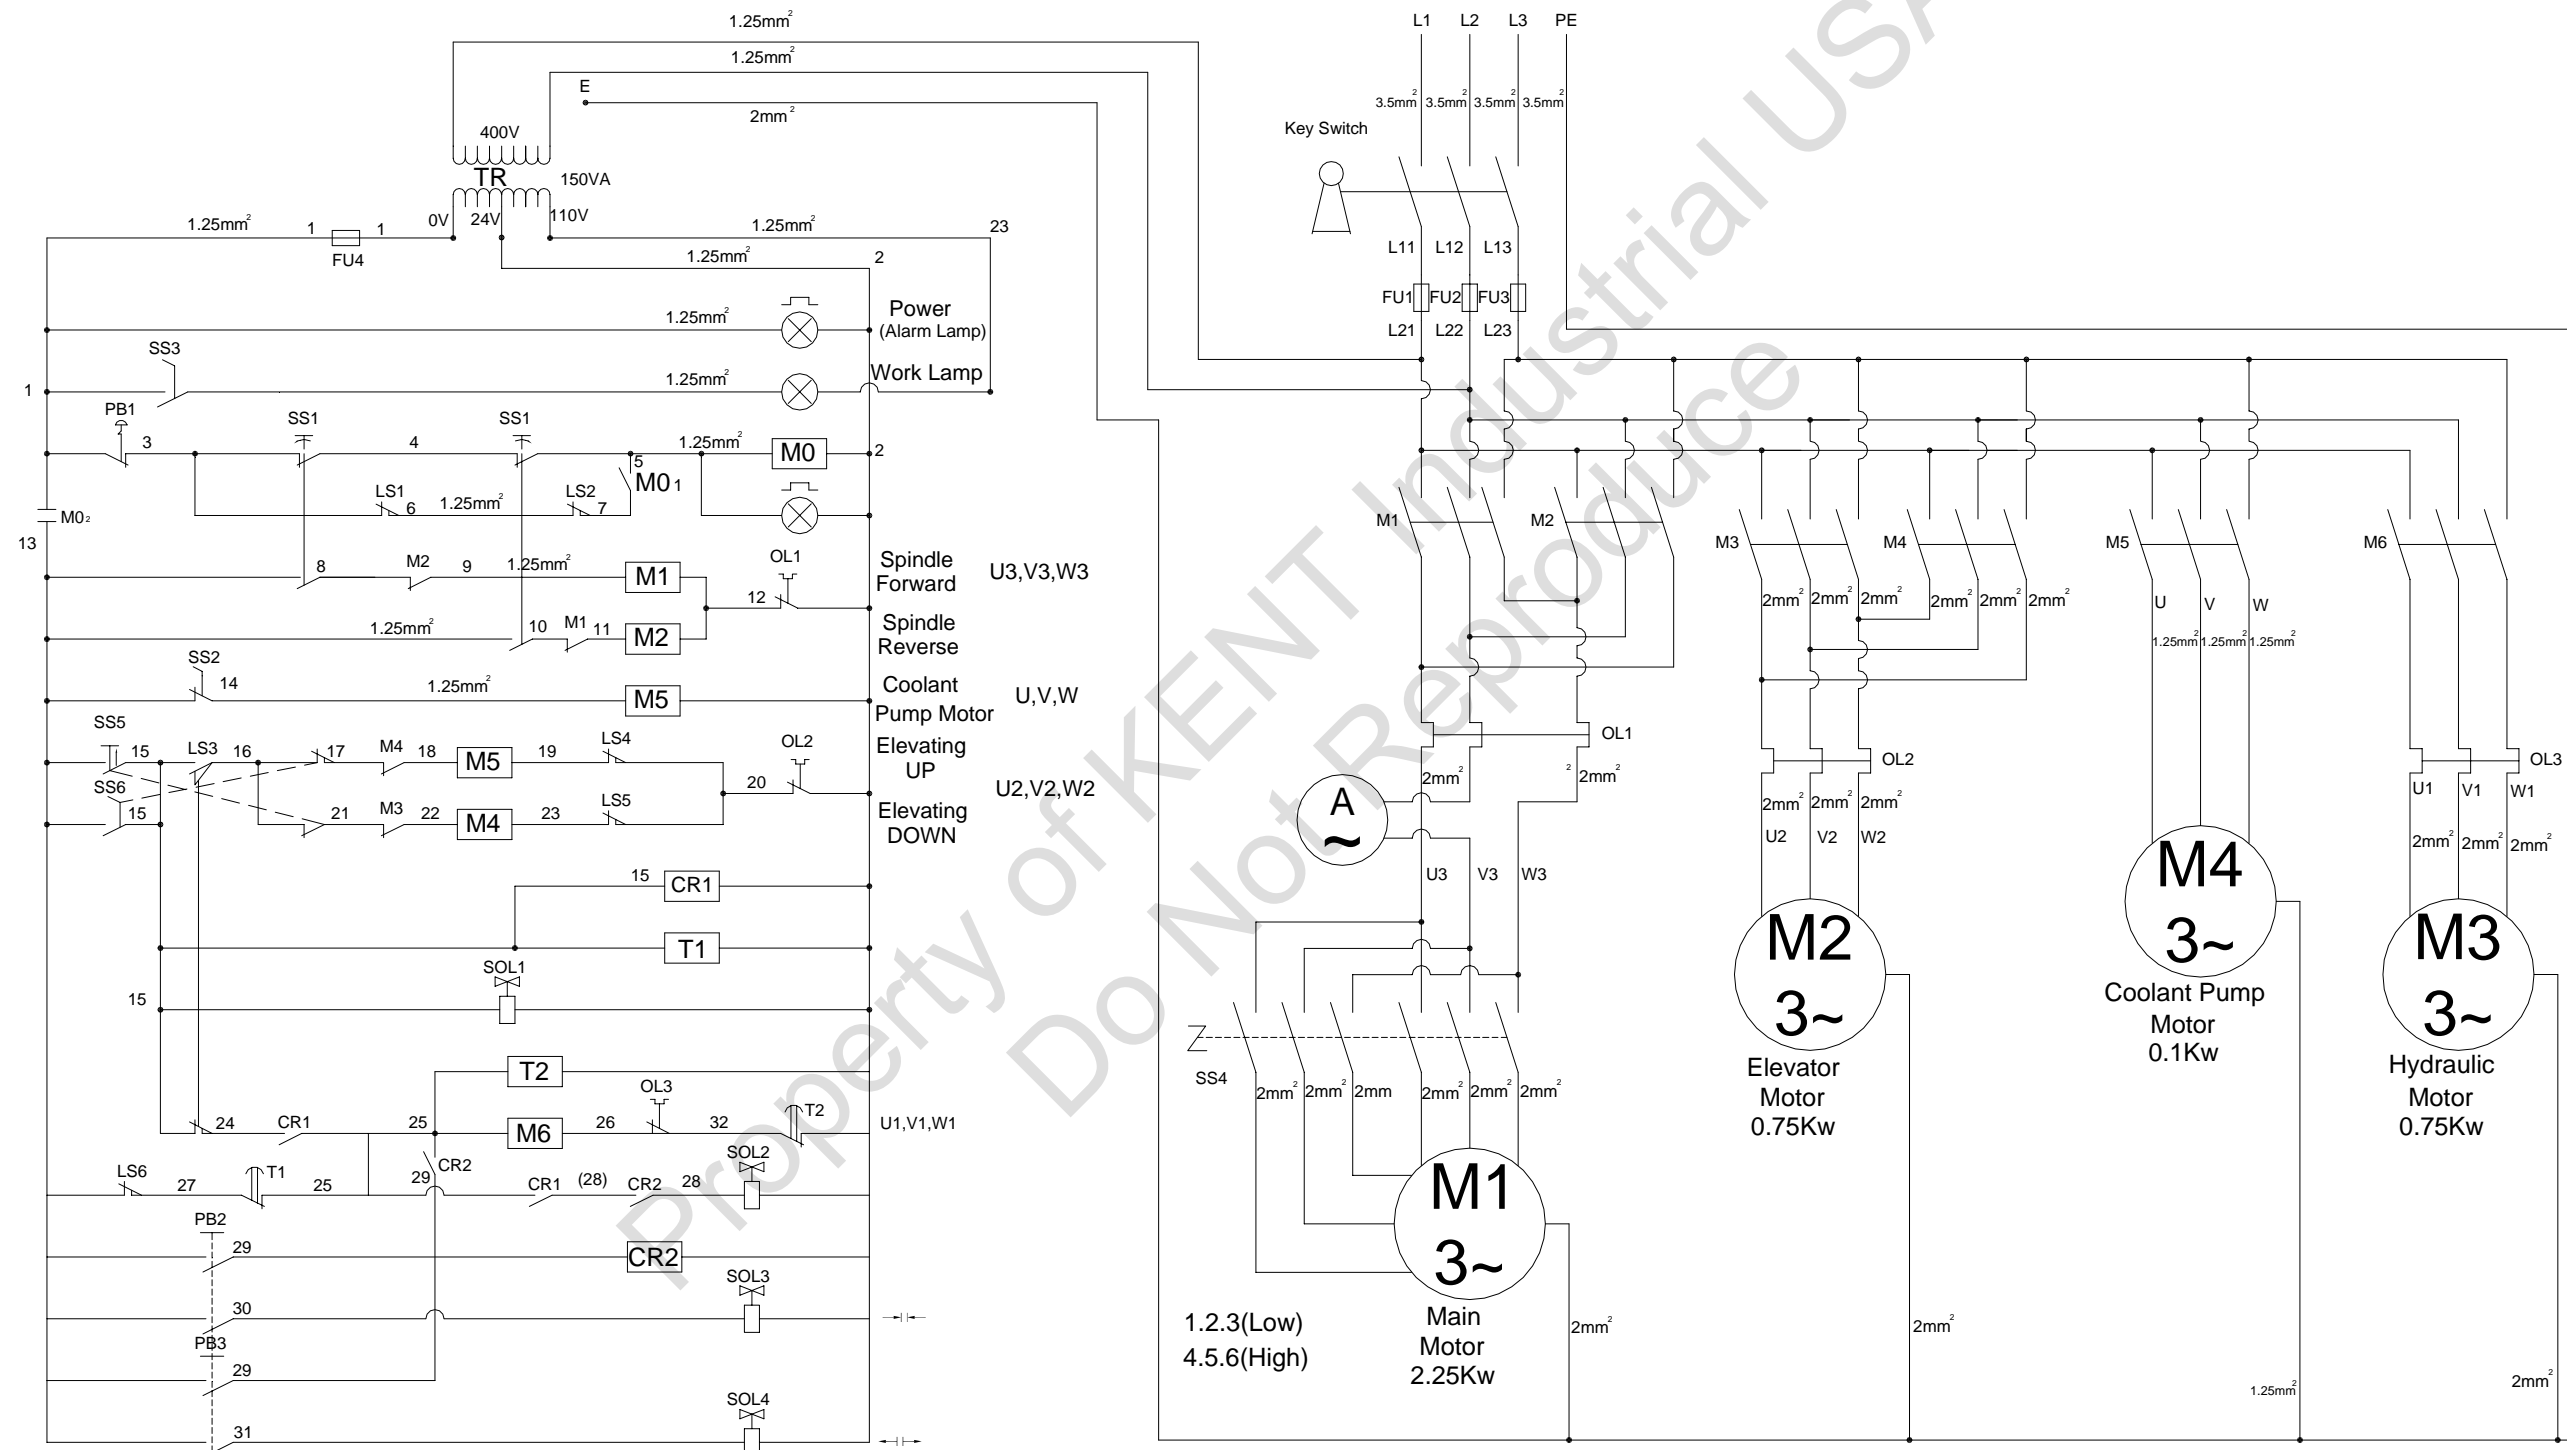 1.25mm²
1.25mm²
E
2mm²
400V
TR
150VA
0V 24V 110V
1.25mm² 1 1 1.25mm² 23
FU4
1.25mm² 2
1.25mm² Power
(Alarm Lamp)
SS3
1 1.25mm² Work Lamp
PB1 SS1 SS1
3 4 1.25mm² M0 2
5
M0 1
LS1 LS2
6 1.25mm² 7
M0 2
13
OL1
8 M2 9 1.25mm² M1 12
Spindle
Forward U3,V3,W3
1.25mm² 10 M1 11 M2
Spindle
Reverse
SS2
14 1.25mm² M5
Coolant
Pump Motor U,V,W
SS5
15 LS3 16 17 M4 18 M5 19 LS4
20 OL2
Elevating
UP
U2,V2,W2
SS6
15 21 M3 22 M4 23 LS5
Elevating
DOWN
15 CR1
T1
SOL1
15
T2
24 CR1 25 M6 26 OL3 32 T2 U1,V1,W1
CR2
29
LS6 27 T1 25 CR1 (28) CR2 28 SOL2
PB2
29 CR2
30 SOL3
PB3
29
31 SOL4
L1 L2 L3 PE
3.5mm² 3.5mm² 3.5mm² 3.5mm²
Key Switch
L11 L12 L13
FU1 FU2 FU3
L21 L22 L23
M1 M2 M3 M4 M5 M6
2mm² 2mm² 2mm² 2mm² 2mm² 2mm²
U V W
1.25mm² 1.25mm² 1.25mm²
OL1 OL2 OL3
2mm² ² 2mm²
A
~
U3 V3 W3
2mm² 2mm² 2mm²
U2 V2 W2
U1 V1 W1
2mm² 2mm² 2mm²
SS4
2mm² 2mm² 2mm 2mm² 2mm² 2mm²
M1
3~
Main
Motor
2.25Kw
1.2.3(Low)
4.5.6(High)
M2
3~
Elevator
Motor
0.75Kw
M4
3~
Coolant Pump
Motor
0.1Kw
M3
3~
Hydraulic
Motor
0.75Kw
2mm² 2mm² 1.25mm² 2mm²
Property of KENT Industrial USA
Do Not Reproduce